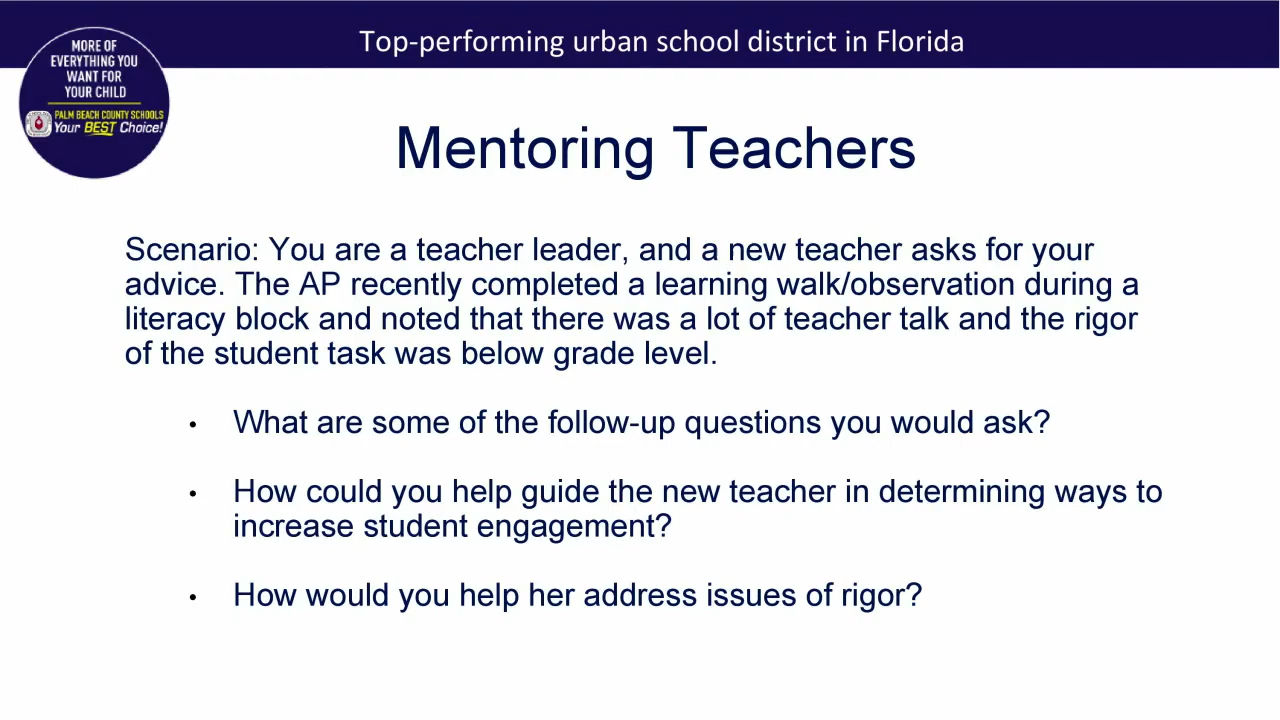 Top-performing urban school district in Florida
MORE OF
EVERYTHING YOU
WANT FOR
YOUR CHILD
PALM BEACH COUNTY SCHOOLS
Your BEST Choice!
Mentoring Teachers
Scenario: You are a teacher leader, and a new teacher asks for your
advice. The AP recently completed a learning walk/observation during a
literacy block and noted that there was a lot of teacher talk and the rigor
of the student task was below grade level.
• What are some of the follow-up questions you would ask?
• How could you help guide the new teacher in determining ways to
increase student engagement?
• How would you help her address issues of rigor?